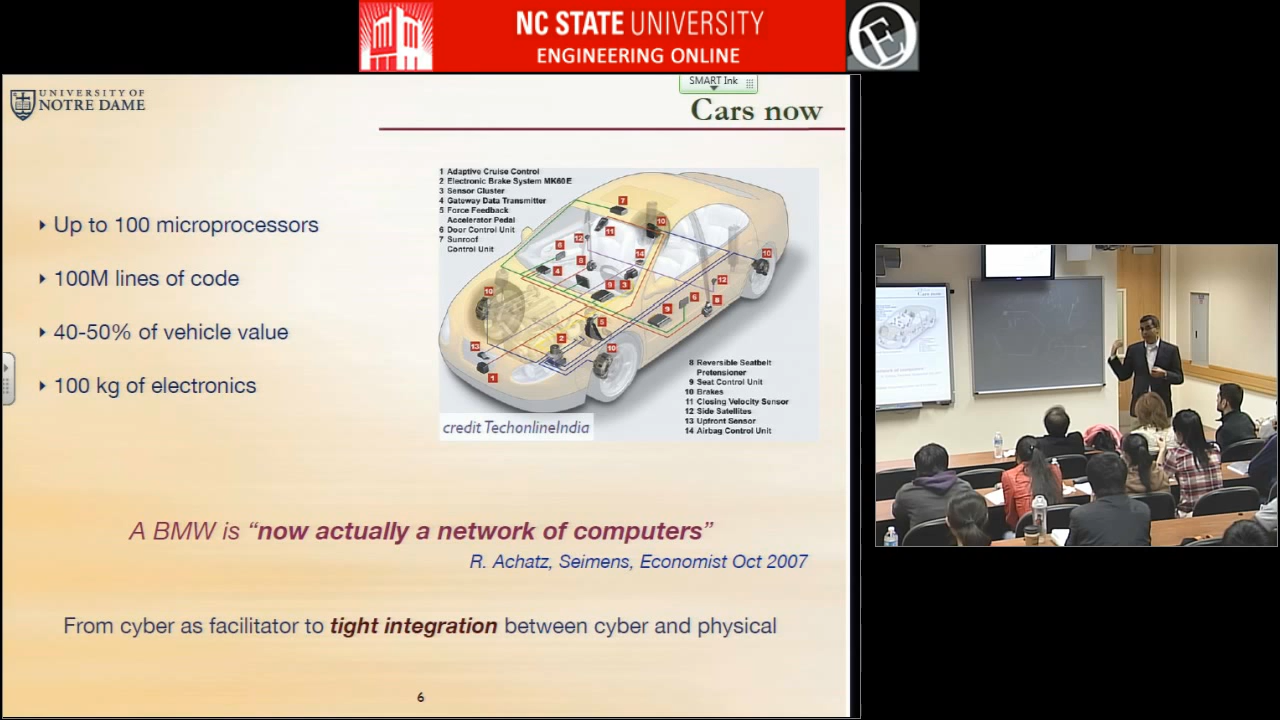 NC STATE UNIVERSITY
ENGINEERING ONLINE
UNIVERSITY OF
NOTRE DAME
SMART Ink
Cars now
Up to 100 microprocessors
100M lines of code
40-50% of vehicle value
100 kg of electronics
1 Adaptive Cruise Control
2 Electronic Brake System MK60E
3 Sensor Cluster
4 Gateway Data Transmitter
5 Force Feedback
Accelerator Pedal
6 Door Control Unit
7 Sunroof
Control Unit
8 Reversible Seatbelt
Pretensioner
9 Seat Control Unit
10 Brakes
11 Closing Velocity Sensor
12 Side Satellites
13 Upfront Sensor
14 Airbag Control Unit
credit TechonlineIndia
A BMW is “now actually a network of computers”
R. Achatz, Seimens, Economist Oct 2007
From cyber as facilitator to tight integration between cyber and physical
6
Cars now